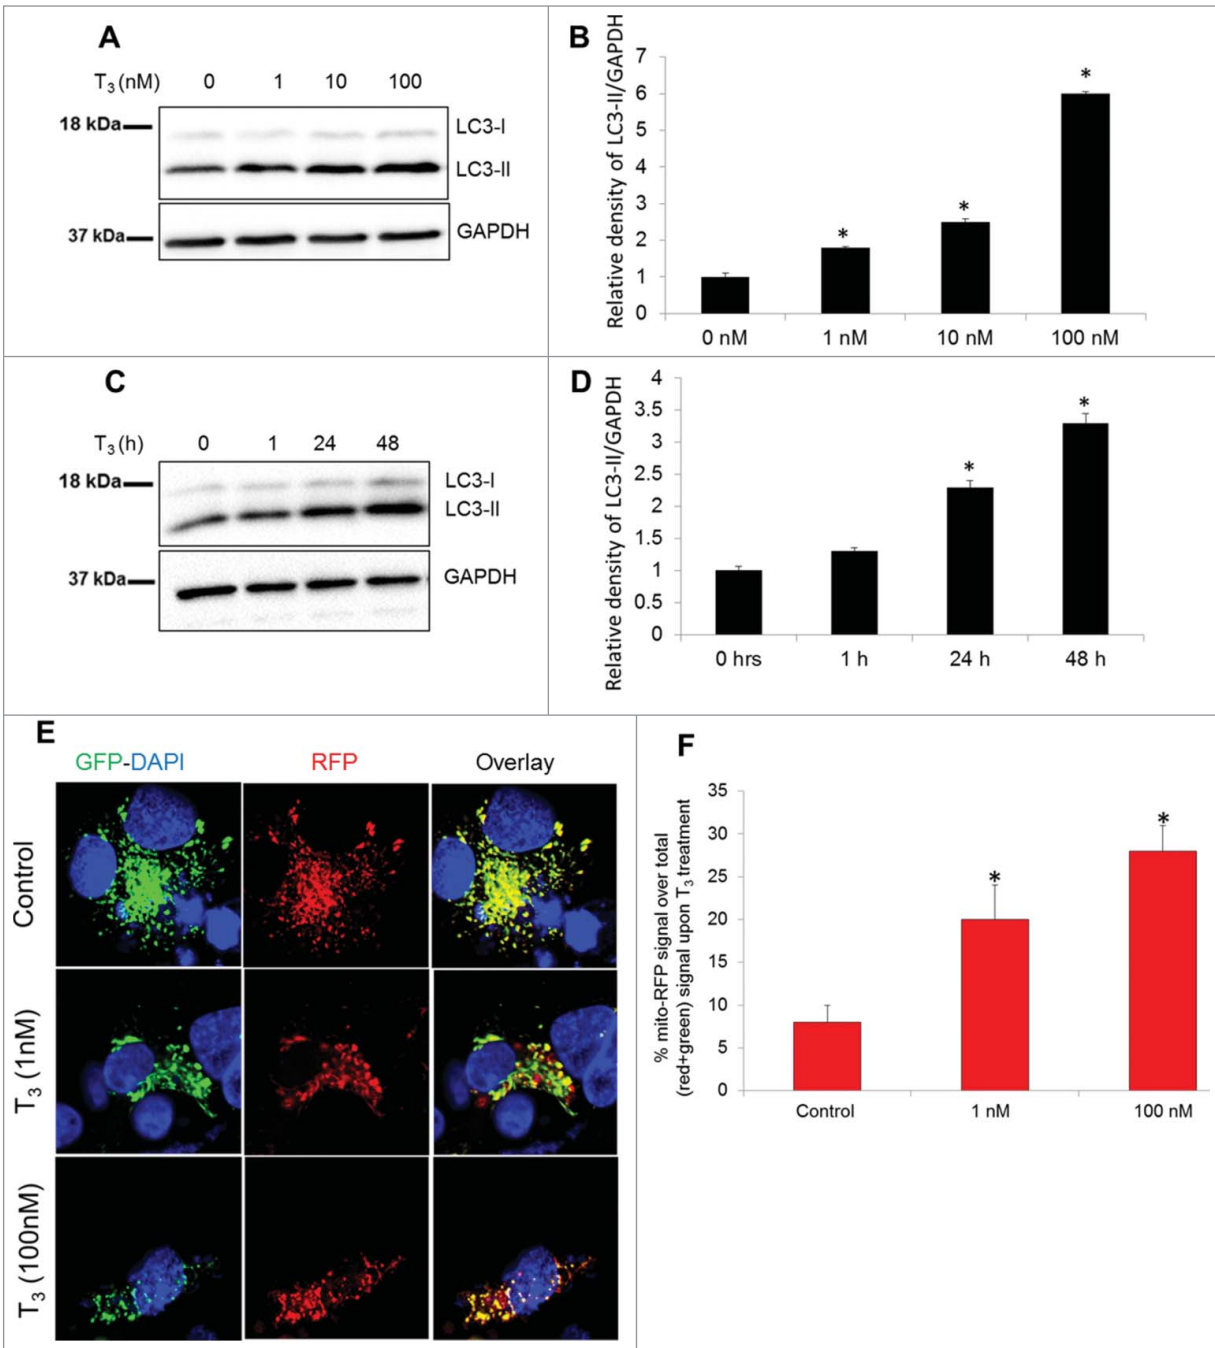 A
T3 (nM) 0 1 10 100
18 kDa
LC3-I
LC3-II
37 kDa
GAPDH
B
Relative density of LC3-II/GAPDH
7
6
5
4
3
2
1
0
*
*
*
0 nM 1 nM 10 nM 100 nM
C
T3 (h) 0 1 24 48
18 kDa
LC3-I
LC3-II
37 kDa
GAPDH
D
Relative density of LC3-II/GAPDH
4
3.5
3
2.5
2
1.5
1
0.5
0
*
*
0 hrs 1 h 24 h 48 h
E
GFP-DAPI RFP Overlay
Control
T3 (1nM)
T3 (100nM)
F
% mito-RFP signal over total
(red+green) signal upon T3 treatment
35
30
25
20
15
10
5
0
*
*
Control 1 nM 100 nM